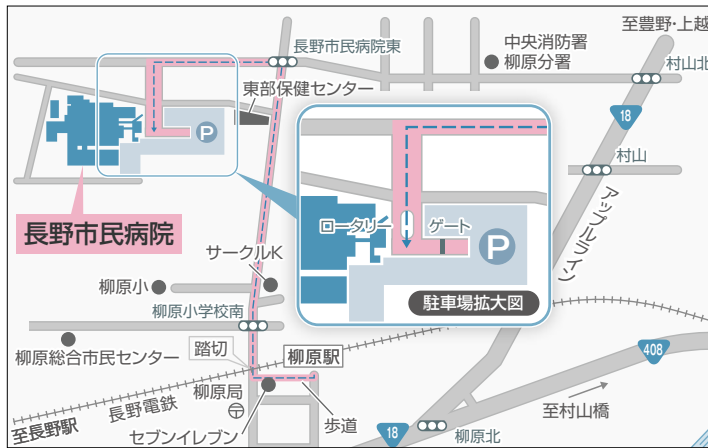 至豊野・上越
中央消防署
柳原分署
長野市民病院東
村山北
東部保健センター
18
P
村山
アップルライン
長野市民病院
ロータリー
ゲート
P
サークルK
柳原小
駐車場拡大図
柳原小学校南
柳原総合市民センター
踏切
柳原駅
408
柳原局
長野電鉄
歩道
至村山橋
至長野駅
セブンイレブン
18
柳原北